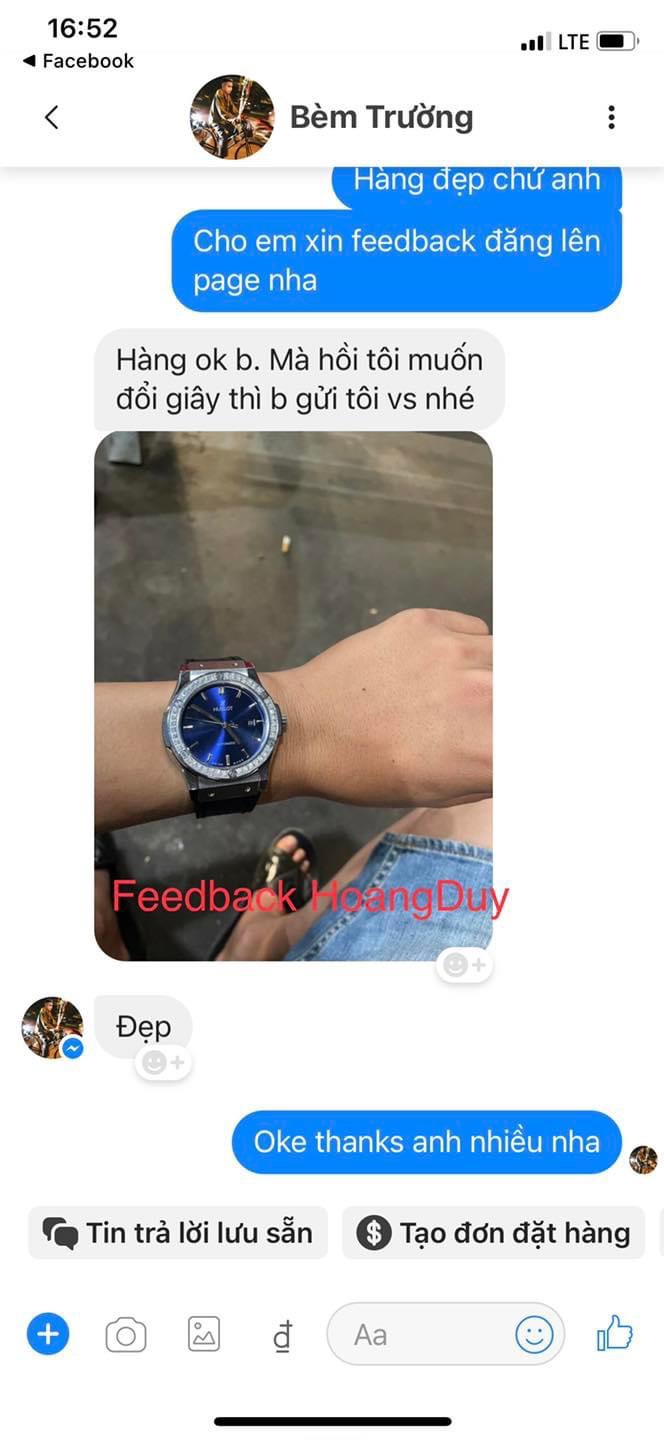 16:52
LTE
Facebook
Bèm Trường
Hàng đẹp chứ anh
Cho em xin feedback đăng lên
page nha
Hàng ok b. Mà hồi tôi muốn
đổi giây thì b gửi tôi vs nhé
HUBLOT
Feedback HoangDuy
Đẹp
Oke thanks anh nhiều nha
Tin trả lời lưu sẵn
Tạo đơn đặt hàng
đ
Aa